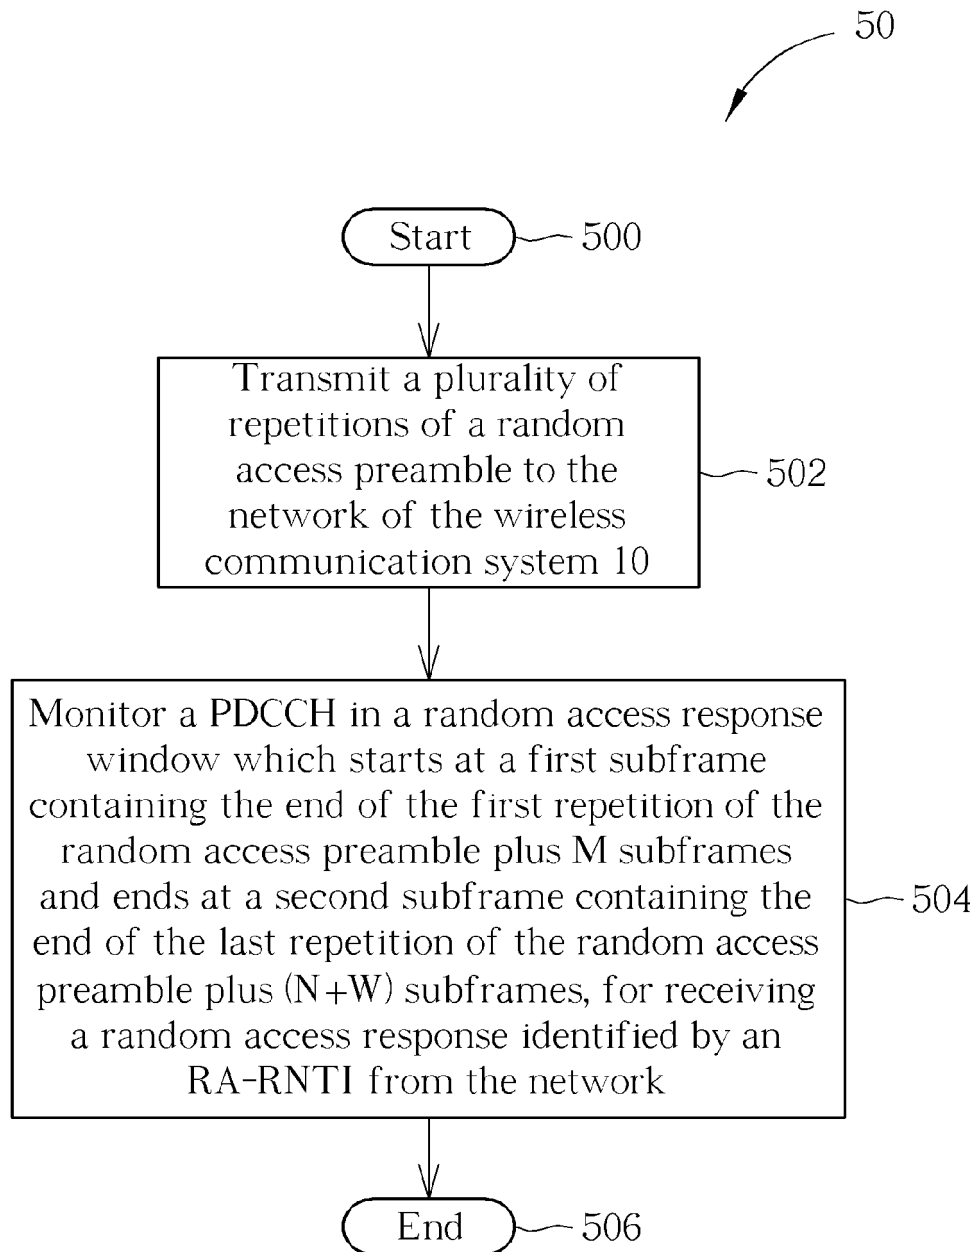 50
Start
500
Transmit a plurality of
repetitions of a random
access preamble to the
network of the wireless
communication system 10
502
Monitor a PDCCH in a random access response
window which starts at a first subframe
containing the end of the first repetition of the
random access preamble plus M subframes
and ends at a second subframe containing the
end of the last repetition of the random access
preamble plus (N+W) subframes, for receiving
a random access response identified by an
RA-RNTI from the network
504
End
506